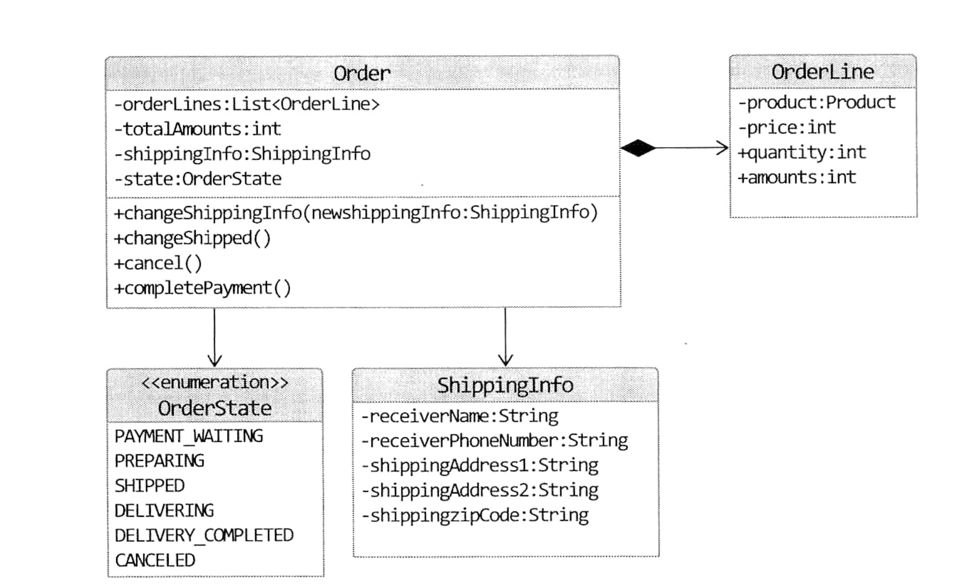 Order
-orderLines:List<OrderLine>
-totalAmounts:int
-shippingInfo:ShippingInfo
-state:OrderState
+changeShippingInfo(newshippingInfo:ShippingInfo)
+changeShipped()
+cancel()
+completePayment()
OrderLine
-product:Product
-price:int
+quantity:int
+amounts:int
<<enumeration>>
OrderState
PAYMENT_WAITING
PREPARING
SHIPPED
DELIVERING
DELIVERY_COMPLETED
CANCELED
ShippingInfo
-receiverName:String
-receiverPhoneNumber:String
-shippingAddress1:String
-shippingAddress2:String
-shippingzipCode:String